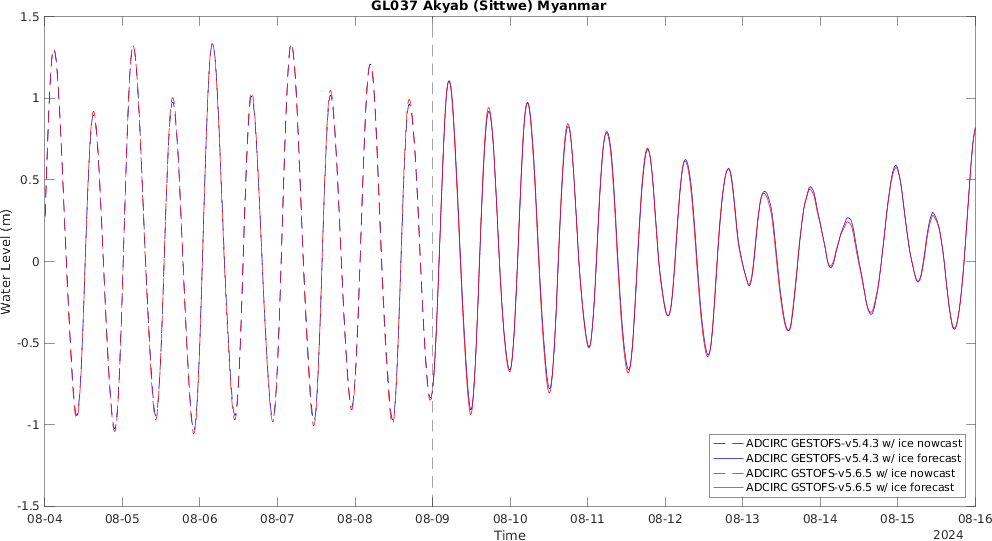 GL037 Akyab (Sittwe) Myanmar
1.5
1
0.5
0
-0.5
-1
-1.5
Water Level (m)
ADCIRC GESTOFS-v5.4.3 w/ ice nowcast
ADCIRC GESTOFS-v5.4.3 w/ ice forecast
ADCIRC GSTOFS-v5.6.5 w/ ice nowcast
ADCIRC GSTOFS-v5.6.5 w/ ice forecast
08-04 08-05 08-06 08-07 08-08 08-09 08-10 08-11 08-12 08-13 08-14 08-15 08-16
Time
2024